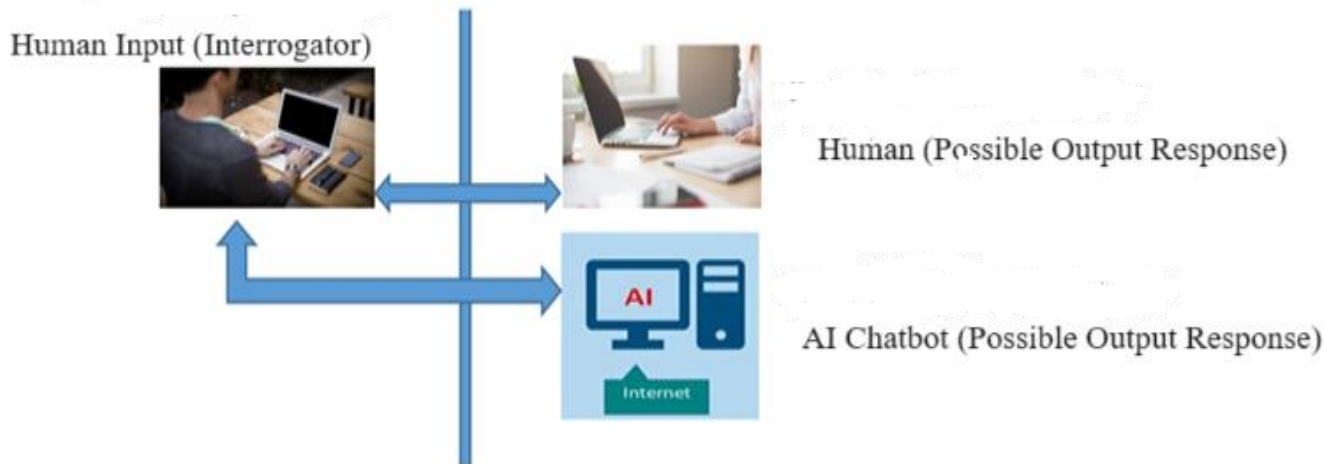 Human Input (Interrogator)
Human (Possible Output Response)
AI
Internet
AI Chatbot (Possible Output Response)